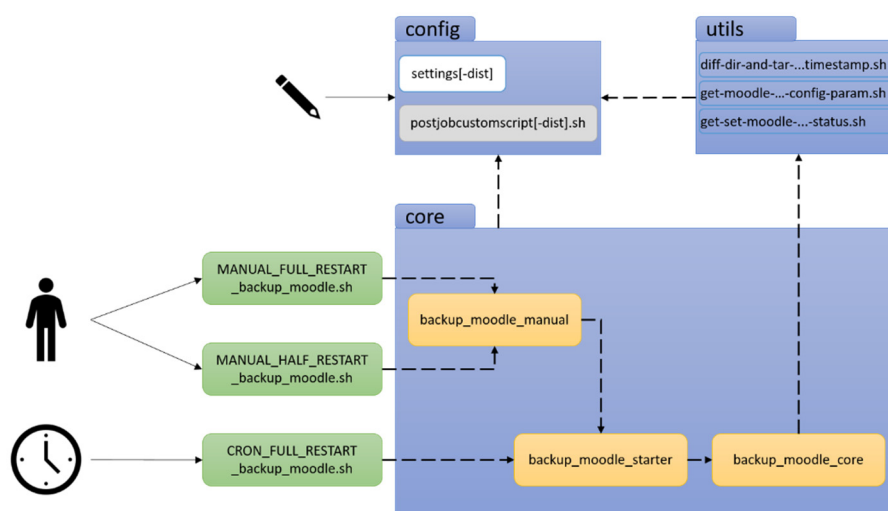 config
utils
settings[-dist]
postjobcustomscript[-dist].sh
diff-dir-and-tar-...timestamp.sh
get-moodle-...-config-param.sh
get-set-moodle-...-status.sh
core
MANUAL_FULL_RESTART
_backup_moodle.sh
backup_moodle_manual
MANUAL_HALF_RESTART
_backup_moodle.sh
CRON_FULL_RESTART
_backup_moodle.sh
backup_moodle_starter
backup_moodle_core